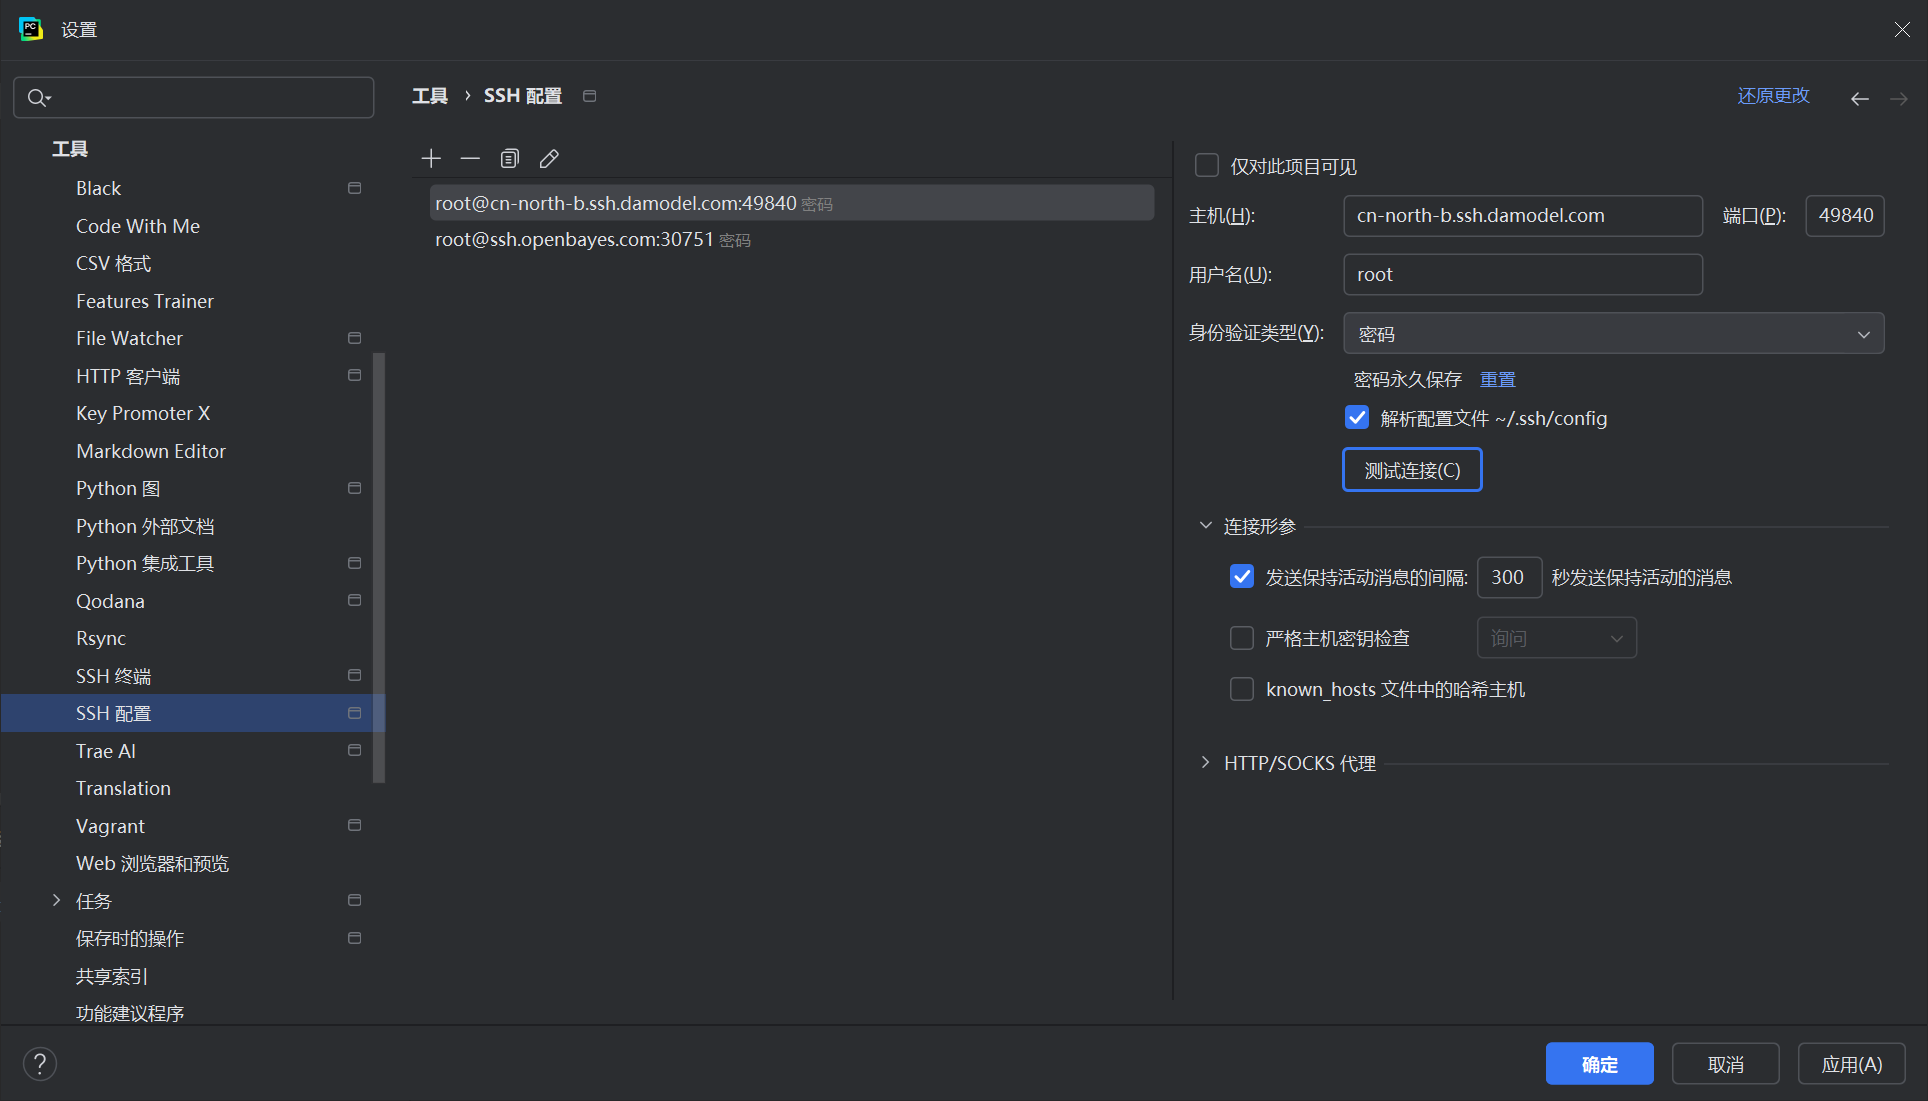 PC
设置
工具 › SSH 配置
还原更改
工具
Black
Code With Me
CSV 格式
Features Trainer
File Watcher
HTTP 客户端
Key Promoter X
Markdown Editor
Python 图
Python 外部文档
Python 集成工具
Qodana
Rsync
SSH 终端
SSH 配置
Trae AI
Translation
Vagrant
Web 浏览器和预览
任务
保存时的操作
共享索引
功能建议程序
root@cn-north-b.ssh.damodel.com:49840 密码
root@ssh.openbayes.com:30751 密码
仅对此项目可见
主机(H): cn-north-b.ssh.damodel.com 端口(P): 49840
用户名(U): root
身份验证类型(Y): 密码
密码永久保存 重置
解析配置文件 ~/.ssh/config
测试连接(C)
连接形参
发送保持活动消息的间隔: 300 秒发送保持活动的消息
严格主机密钥检查 询问
known_hosts 文件中的哈希主机
HTTP/SOCKS 代理
?
确定 取消 应用(A)